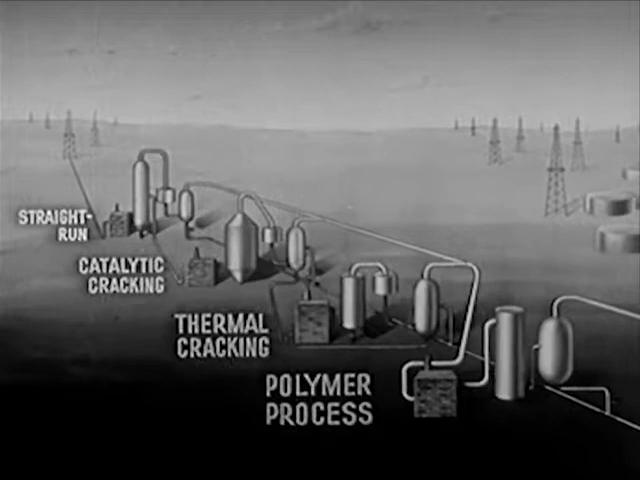 STRAIGHT-
RUN
CATALYTIC
CRACKING
THERMAL
CRACKING
POLYMER
PROCESS